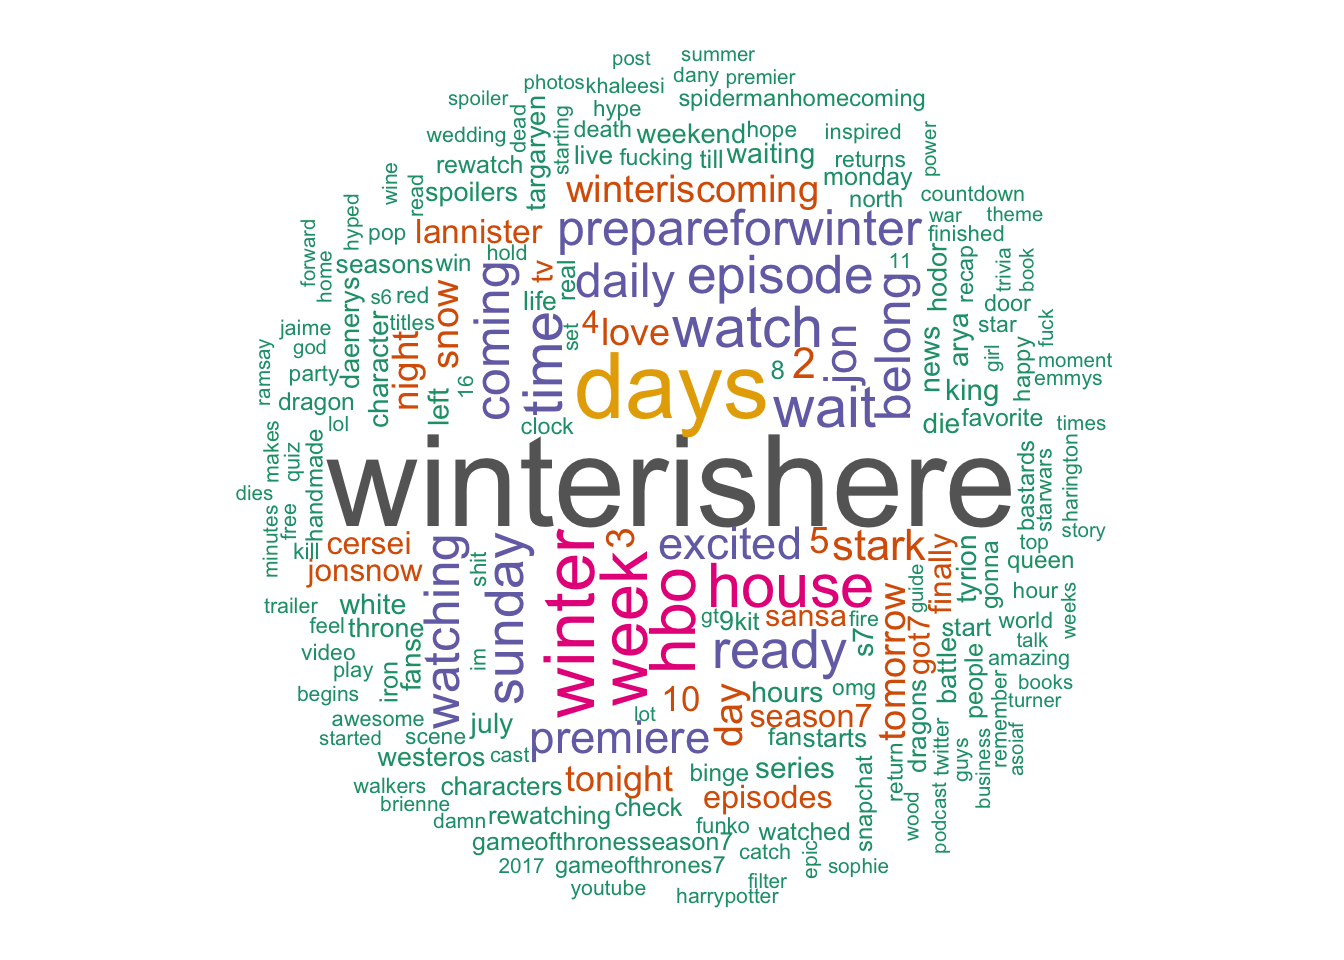 post
summer
photos
khaleesi
dany
premier
spoiler
hype
spidermanhomecoming
wedding
dead
targaryen
starting
death
weekend
hope
inspired
power
rewatch
live
fucking
till
waiting
returns
wine
read
spoilers
winteriscoming
monday
north
countdown
forward
home
hyped
pop
lannister
hold
prepareforwinter
war
theme
finished
seasons
win
coming
tv
real
daily
episode
11
belong
news
hodor
arya
recap
trivia
book
s6
red
life
door
jaime
god
daenerys
titles
snow
night
time
set
4
love
watch
jon
star
girl
happy
fuck
ramsay
party
character
16
days
8
2
moment
emmys
dragon
left
wait
king
lol
clock
die
favorite
times
makes
quiz
handmade
winterishere
bastards
starwars
sharington
dies
minutes
free
kill
cersei
watching
shit
sunday
winter
week
3
hbo
excited
5
stark
finally
tyrion
gonna
top
story
queen
jonsnow
house
guide
hour
weeks
trailer
white
gt
9
kit
sansa
fire
s7
tomorrow
got7
start
world
feel
throne
talk
video
fans
im
ready
battle
people
amazing
play
iron
begins
10
day
hours
omg
dragons
remember
books
turner
awesome
july
lot
season7
started
scene
premiere
fan
starts
return
twitter
guys
business
asoiaf
westeros
cast
tonight
binge
series
snapchat
wood
podcast
walkers
characters
episodes
brienne
damn
rewatching
check
funko
watched
gameofthronesseason7
catch
epic
2017
gameofthrones7
sophie
youtube
filter
harrypotter